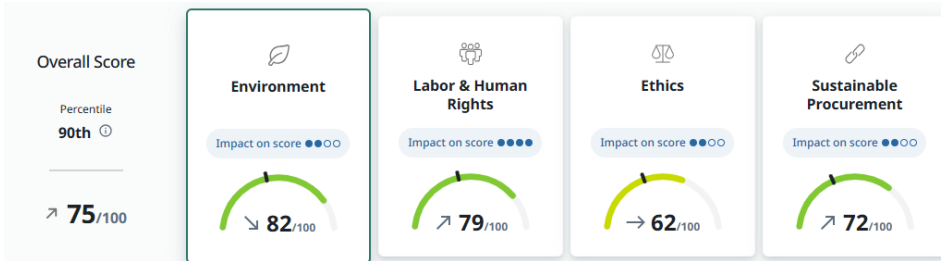 Overall Score
Percentile
90th
75/100
Environment
Impact on score
82/100
Labor & Human
Rights
Impact on score
79/100
Ethics
Impact on score
62/100
Sustainable
Procurement
Impact on score
72/100